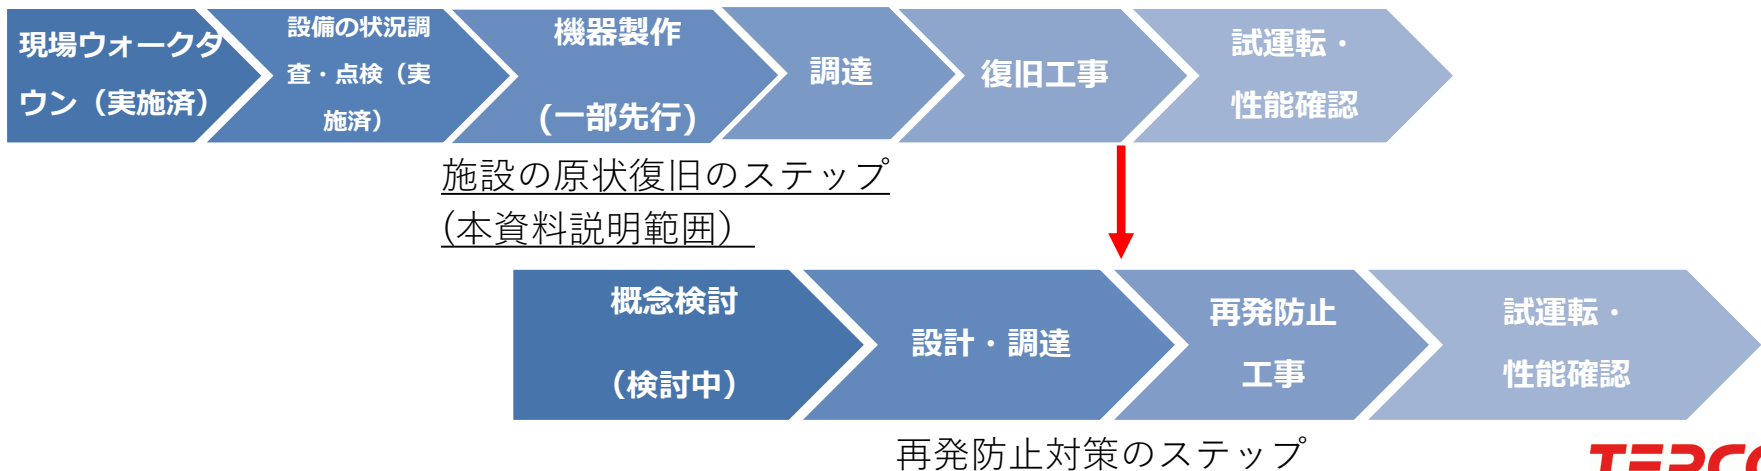 現場ウォークダ
ウン（実施済）
設備の状況調
査・点検（実
施済）
機器製作
(一部先行)
調達
復旧工事
試運転・
性能確認
施設の原状復旧のステップ
(本資料説明範囲）
概念検討
（検討中）
設計・調達
再発防止
工事
試運転・
性能確認
再発防止対策のステップ
TEPCO